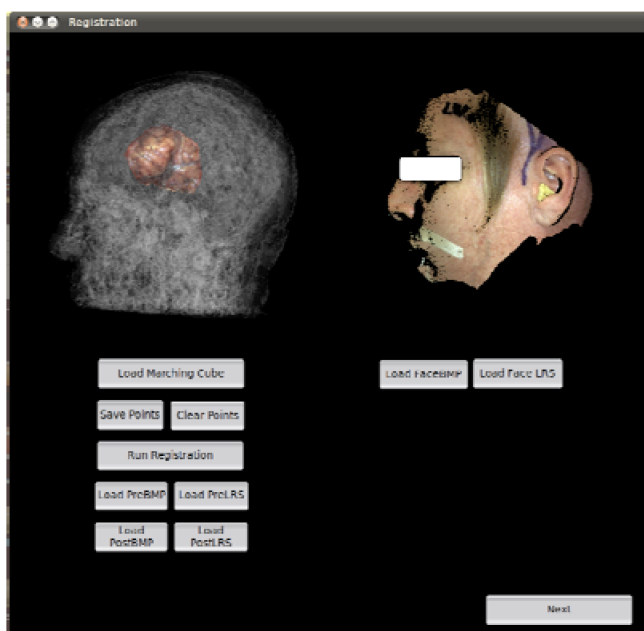 Registration
Load Marching Cube
Load FaceBMP
Load Face LRS
Save Points
Clear Points
Run Registration
Load PreBMP
Load PreLRS
Load
PostBMP
Load
PostLRS
Next